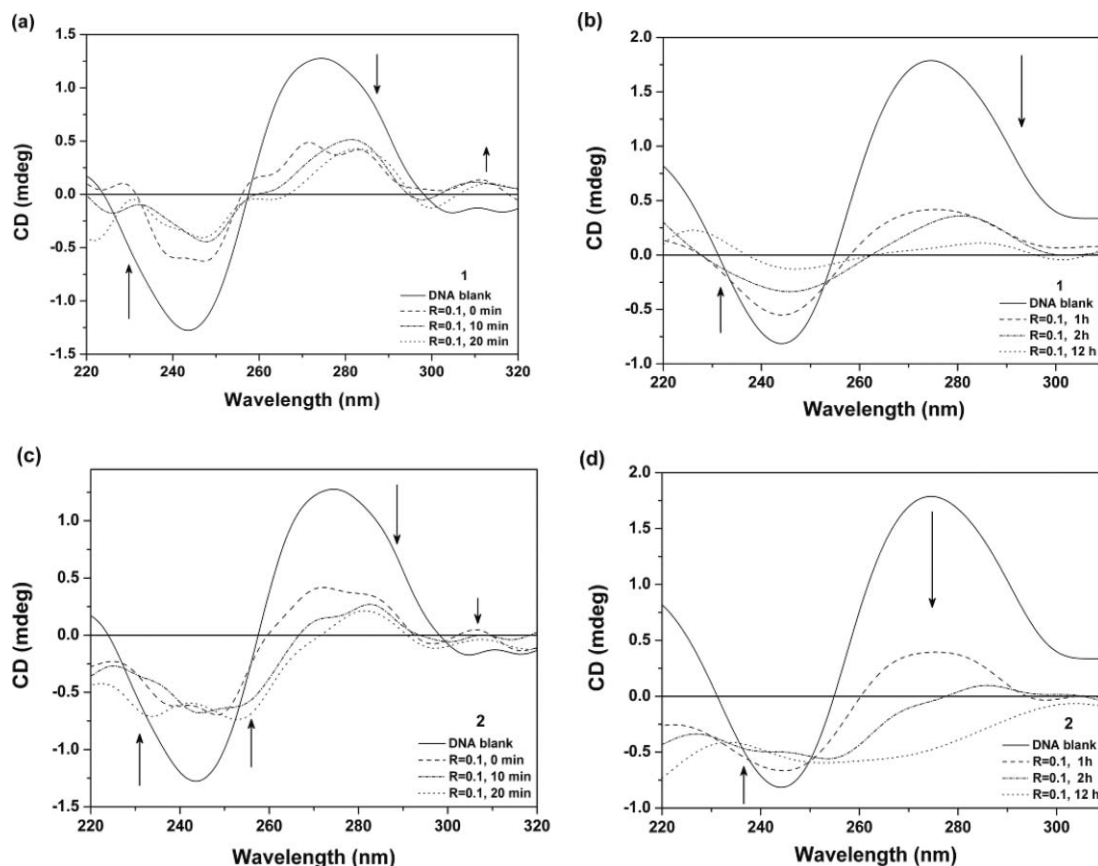 (a)
1.5
1.0
0.5
0.0
-0.5
-1.0
-1.5
CD (mdeg)
220 240 260 280 300 320
Wavelength (nm)
1
DNA blank
R=0.1, 0 min
R=0.1, 10 min
R=0.1, 20 min
(b)
2.0
1.5
1.0
0.5
0.0
-0.5
-1.0
CD (mdeg)
220 240 260 280 300
Wavelength (nm)
1
DNA blank
R=0.1, 1h
R=0.1, 2h
R=0.1, 12 h
(c)
1.0
0.5
0.0
-0.5
-1.0
-1.5
CD (mdeg)
220 240 260 280 300 320
Wavelength (nm)
2
DNA blank
R=0.1, 0 min
R=0.1, 10 min
R=0.1, 20 min
(d)
2.0
1.5
1.0
0.5
0.0
-0.5
-1.0
CD (mdeg)
220 240 260 280 300
Wavelength (nm)
2
DNA blank
R=0.1, 1h
R=0.1, 2h
R=0.1, 12 h